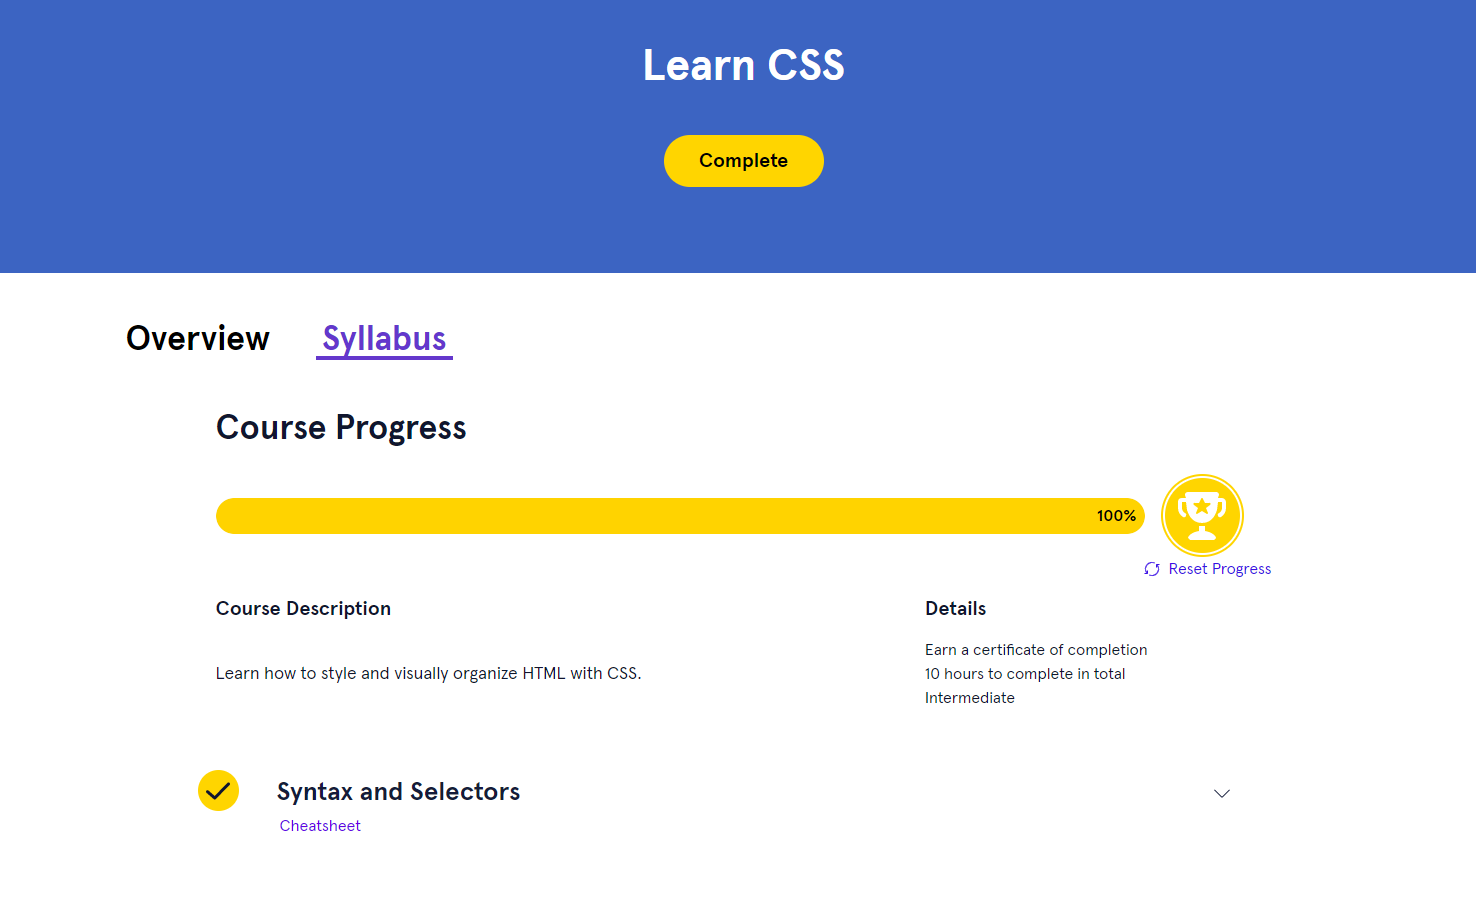 Learn CSS
Complete
Overview
Syllabus
Course Progress
100%
Reset Progress
Course Description
Learn how to style and visually organize HTML with CSS.
Details
Earn a certificate of completion
10 hours to complete in total
Intermediate
Syntax and Selectors
Cheatsheet